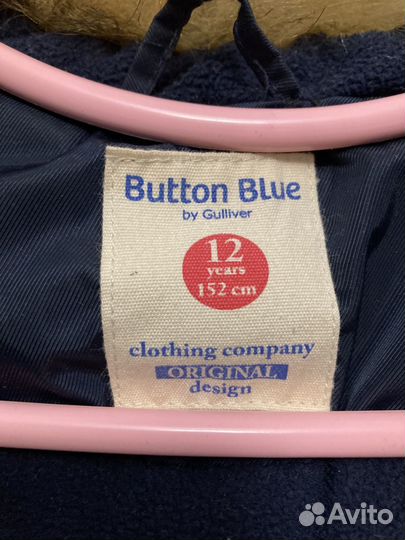 Button Blue
by Gulliver
12
years
152 cm
clothing company
ORIGINAL
design
Avito